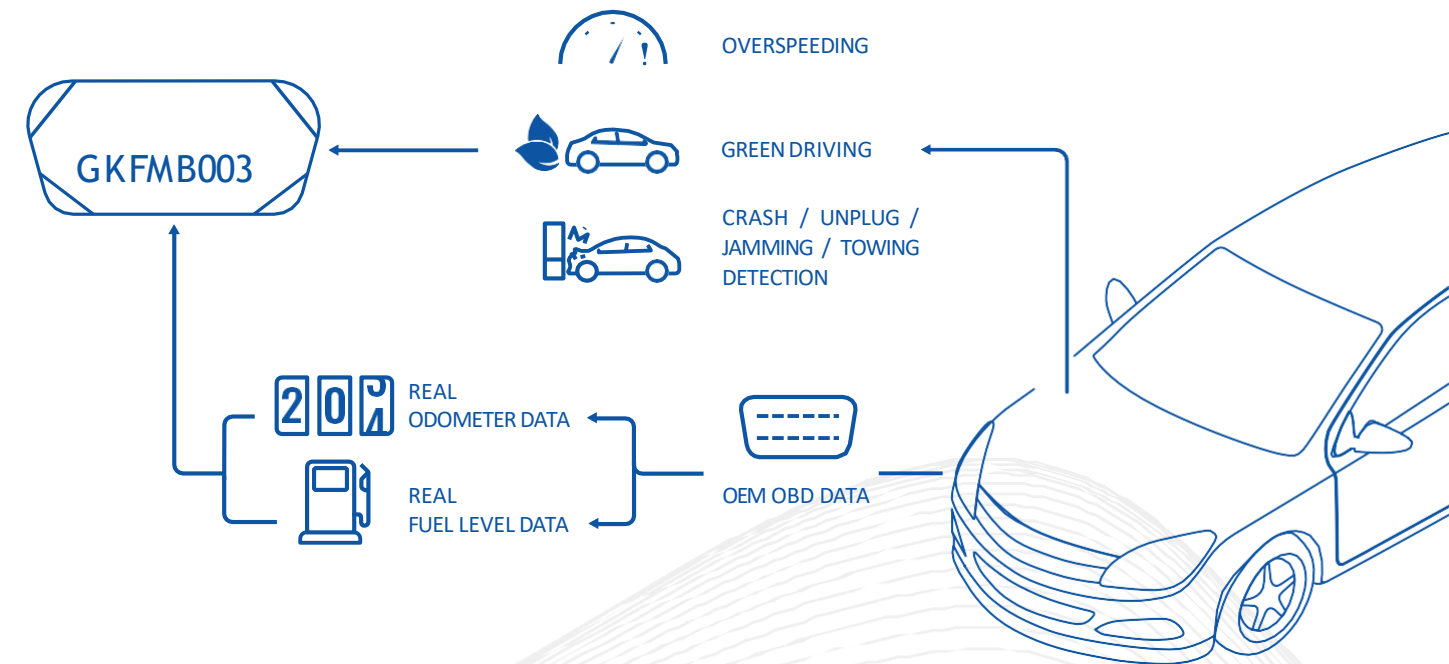 OVERSPEEDING
GKFMB003
GREEN DRIVING
CRASH / UNPLUG /
JAMMING / TOWING
DETECTION
204
REAL
ODOMETER DATA
REAL
FUEL LEVEL DATA
OEM OBD DATA